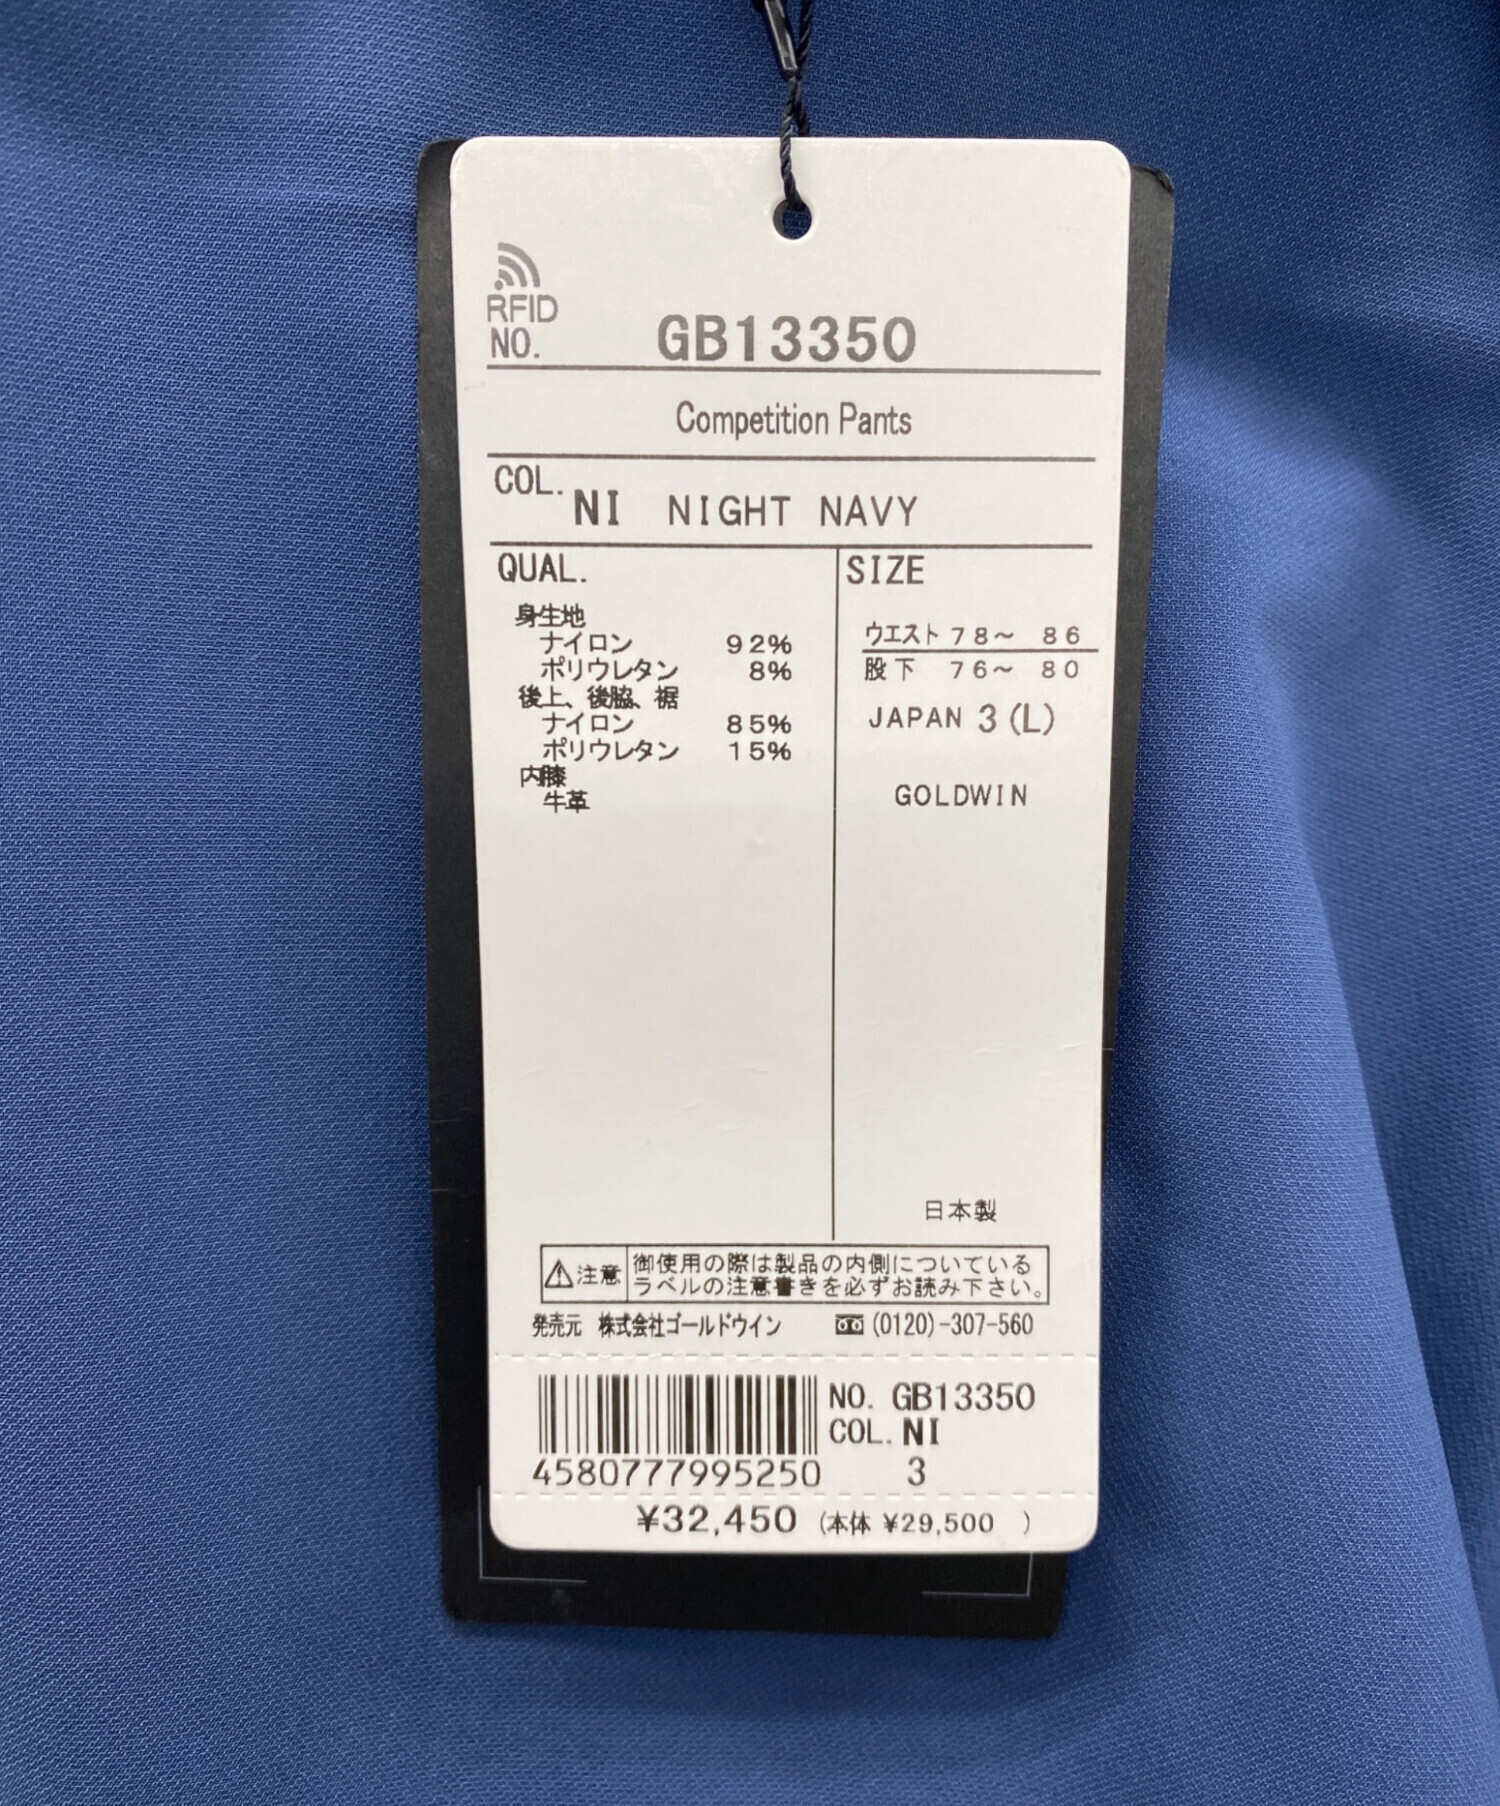 RFID
NO. GB13350
Competition Pants
COL. NI NIGHT NAVY
QUAL.
身生地
ナイロン 92%
ポリウレタン 8%
後上、後脇、裾
ナイロン 85%
ポリウレタン 15%
内膝
牛革
SIZE
ウエスト 78～ 86
股下 76～ 80
JAPAN 3(L)
GOLDWIN
日本製
注意 御使用の際は製品の内側についている
ラベルの注意書きを必ずお読み下さい。
発売元 株式会社ゴールドウイン (0120)-307-560
NO. GB13350
COL. NI
4580777995250 3
¥32,450 (本体 ¥29,500 )